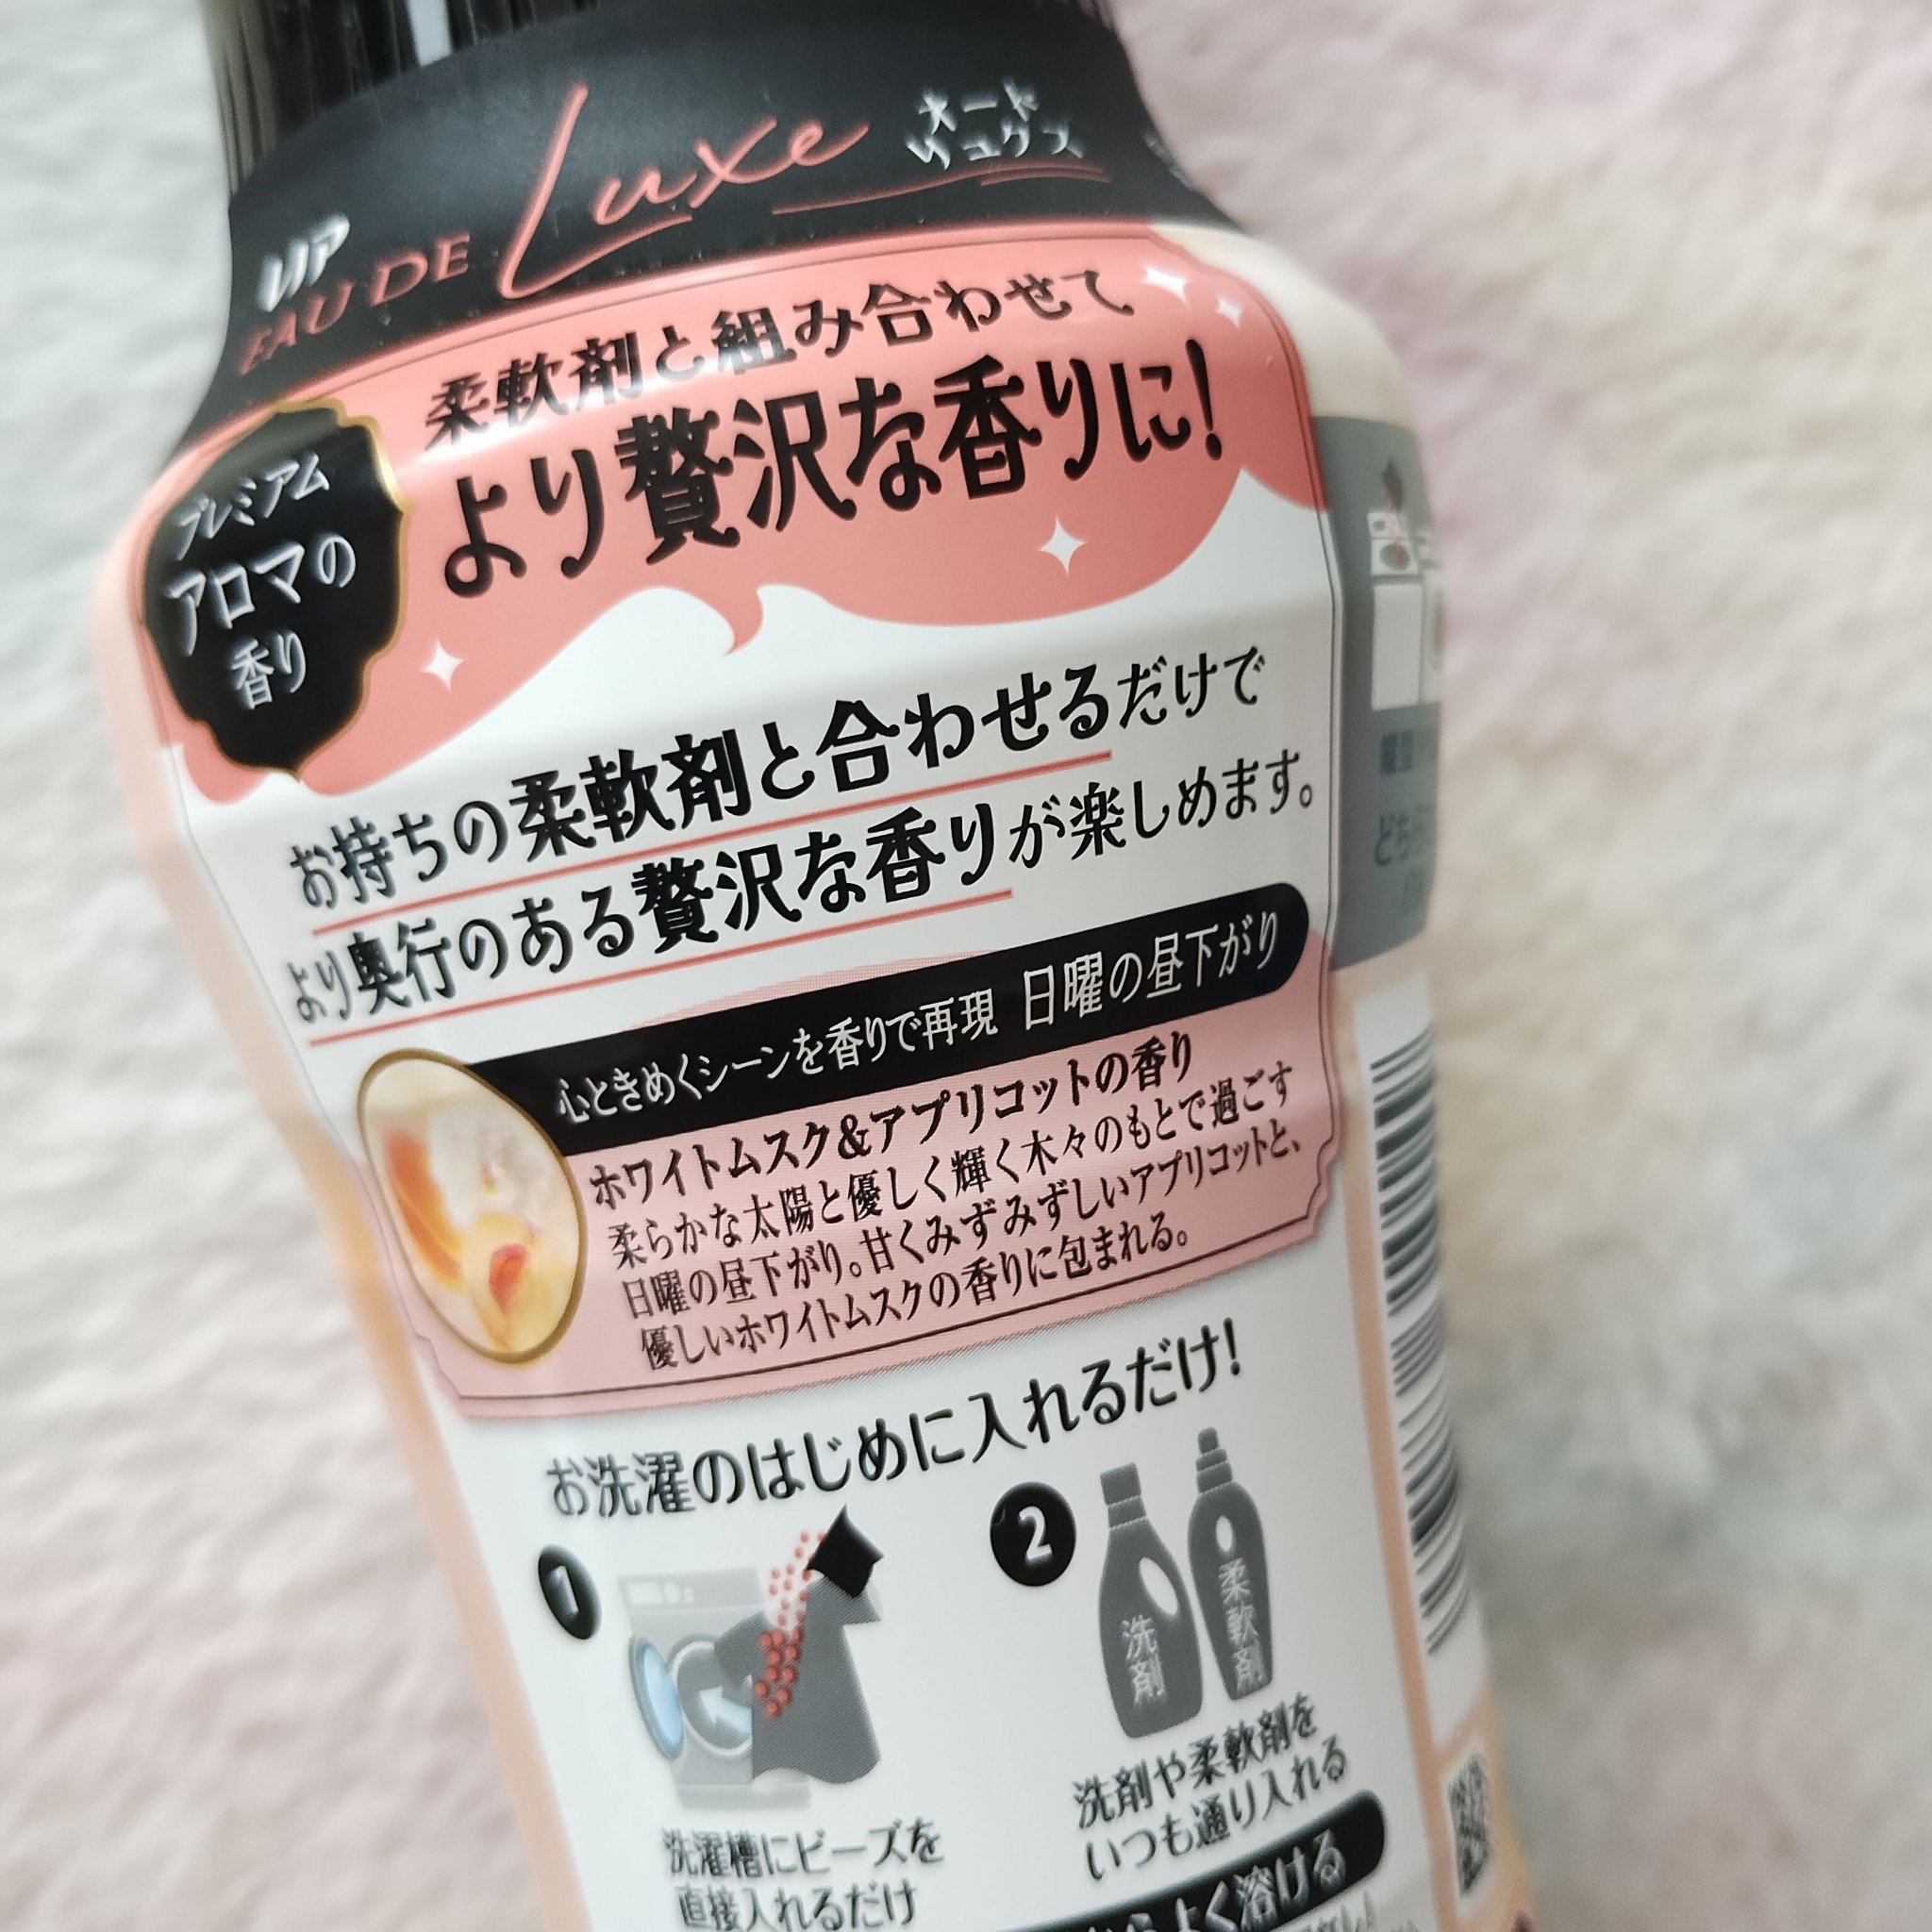 EAU DE Luxe
オード
リュクス
プレミアム
アロマの
香り
柔軟剤と組み合わせて
より贅沢な香りに!
お持ちの柔軟剤と合わせるだけで
より奥行のある贅沢な香りが楽しめます。
心ときめくシーンを香りで再現 日曜の昼下がり
ホワイトムスク&アプリコットの香り
柔らかな太陽と優しく輝く木々のもとで過ごす
日曜の昼下がり。甘くみずみずしいアプリコットと、
優しいホワイトムスクの香りに包まれる。
お洗濯のはじめに入れるだけ!
1
洗濯槽にビーズを
直接入れるだけ
2
洗剤
柔軟剤
洗剤や柔軟剤を
いつも通り入れる
よく溶ける
どち